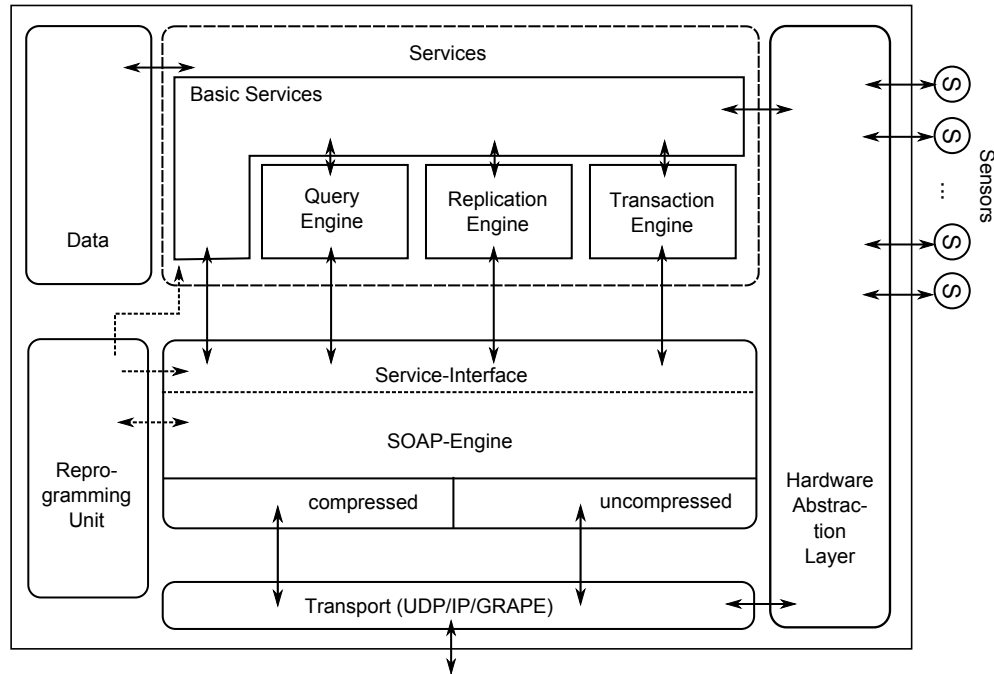 Services
Basic Services
Query
Engine
Replication
Engine
Transaction
Engine
Data
S
S
...
S
S
Sensors
Service-Interface
SOAP-Engine
compressed
uncompressed
Repro-
gramming
Unit
Hardware
Abstrac-
tion
Layer
Transport (UDP/IP/GRAPE)